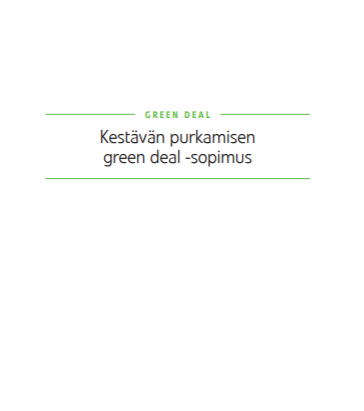 GREEN DEAL
Kestävän purkamisen
green deal -sopimus